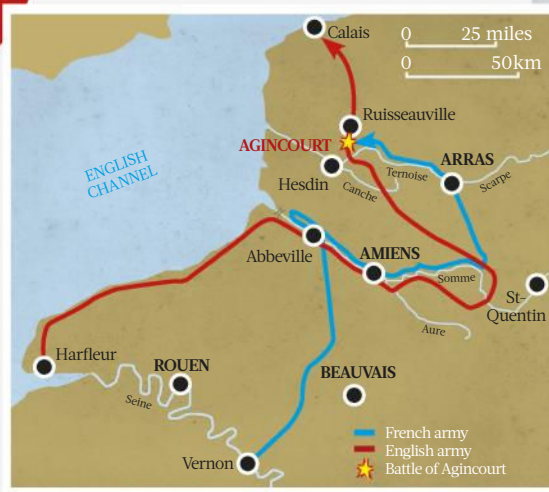 Calais
0 25 miles
0 50km
Ruisseauville
AGINCOURT
ENGLISH
CHANNEL
ARRAS
Hesdin
Ternoise
Scarpe
Canche
Abbeville
AMIENS
Somme
St-
Quentin
Aure
Harfleur
ROUEN
BEAUVAIS
Seine
Vernon
French army
English army
Battle of Agincourt